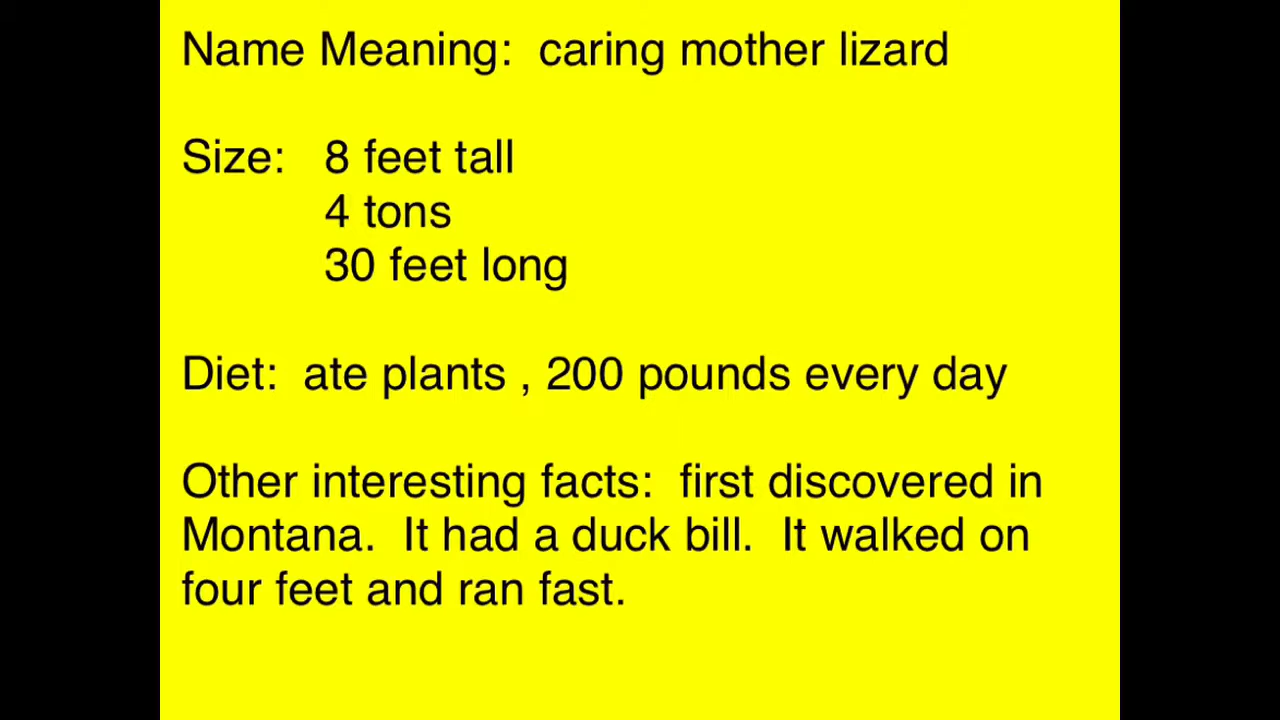 Name Meaning:  caring mother lizard
Size:   8 feet tall
4 tons
30 feet long
Diet:  ate plants , 200 pounds every day
Other interesting facts:  first discovered in
Montana.  It had a duck bill.  It walked on
four feet and ran fast.